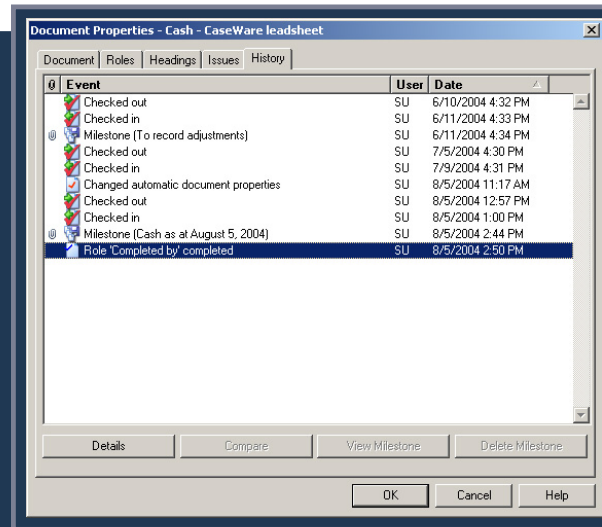 Document Properties - Cash - CaseWare leadsheet
Document Roles Headings Issues History
Event User Date
Checked out SU 6/10/2004 4:32 PM
Checked in SU 6/11/2004 4:33 PM
Milestone (To record adjustments) SU 6/11/2004 4:34 PM
Checked out SU 7/5/2004 4:30 PM
Checked in SU 7/9/2004 4:31 PM
Changed automatic document properties SU 8/5/2004 11:17 AM
Checked out SU 8/5/2004 12:57 PM
Checked in SU 8/5/2004 1:00 PM
Milestone (Cash as at August 5, 2004) SU 8/5/2004 2:44 PM
Role 'Completed by' completed SU 8/5/2004 2:50 PM
Details Compare View Milestone Delete Milestone
OK Cancel Help